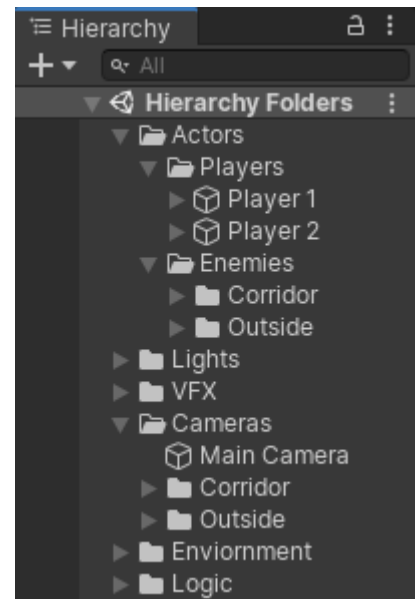 Hierarchy
All
Hierarchy Folders
Actors
Players
Player 1
Player 2
Enemies
Corridor
Outside
Lights
VFX
Cameras
Main Camera
Corridor
Outside
Enviornment
Logic